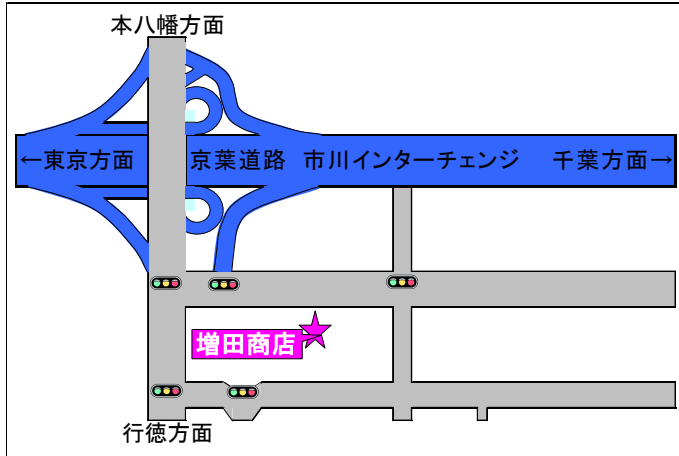 本八幡方面
←東京方面
京葉道路 市川インターチェンジ 千葉方面→
増田商店
行徳方面